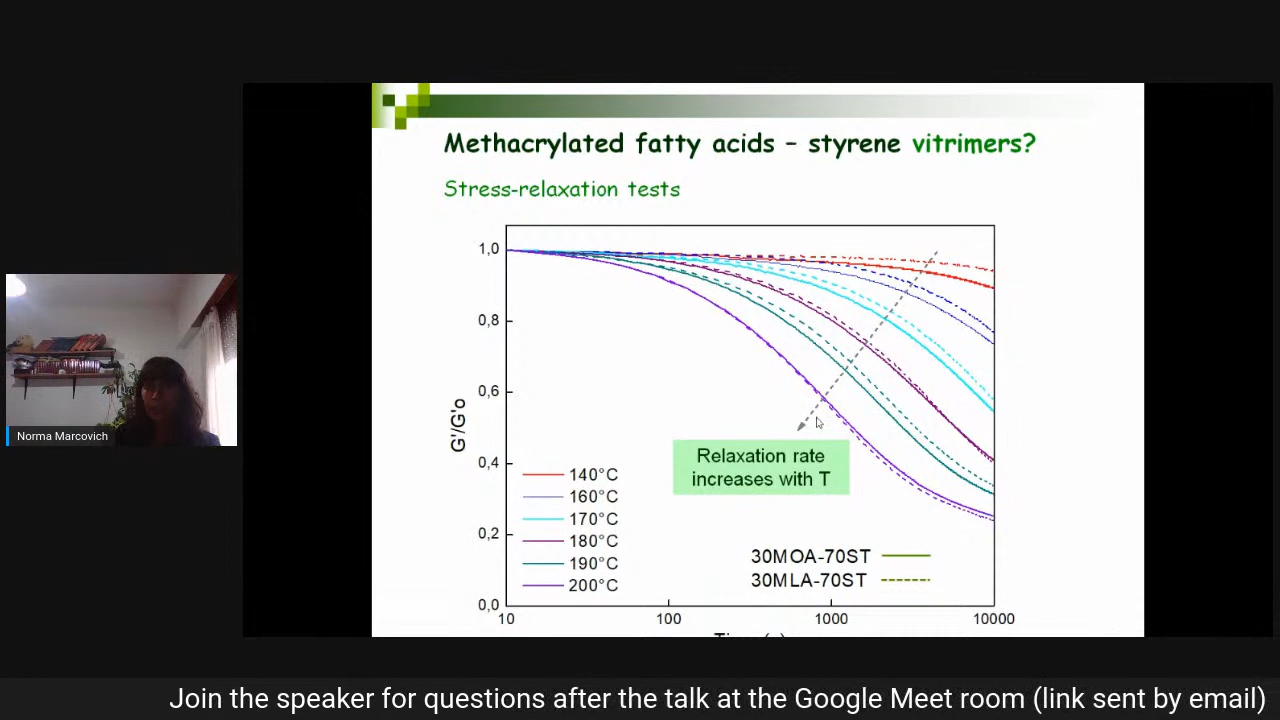 Methacrylated fatty acids – styrene vitrimers?
Stress-relaxation tests
1,0
0,8
0,6
0,4
0,2
0,0
G'/G'o
10
100
1000
10000
Relaxation rate
increases with T
140°C
160°C
170°C
180°C
190°C
200°C
30MOA-70ST
30MLA-70ST
Norma Marcovich
Join the speaker for questions after the talk at the Google Meet room (link sent by email)